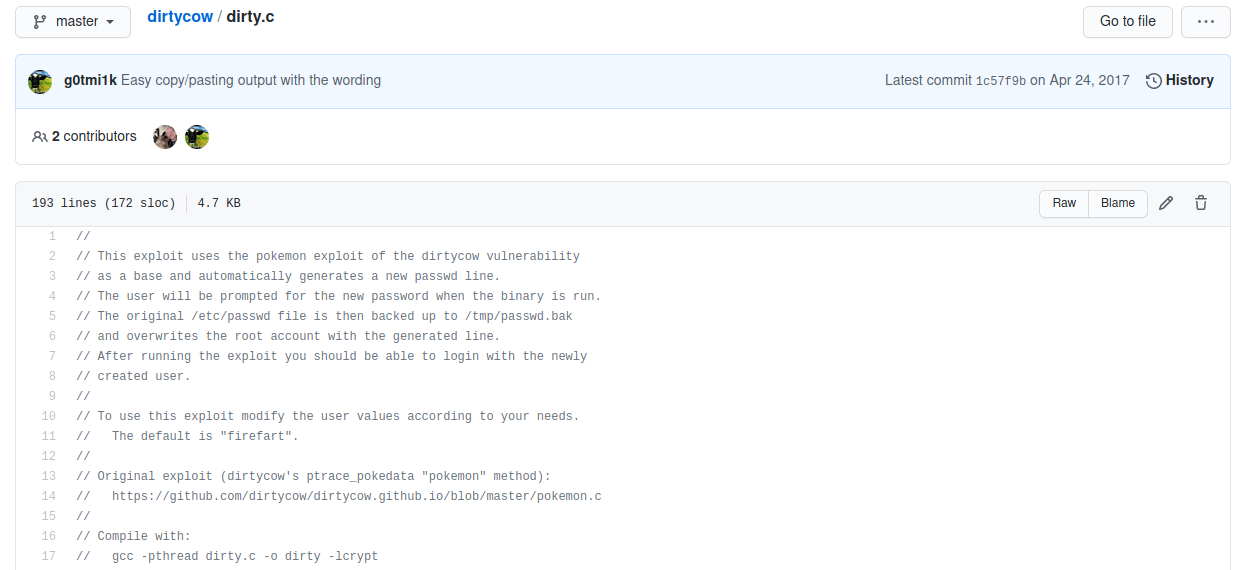 master
dirtycow / dirty.c
Go to file
...
g0tmi1k Easy copy/pasting output with the wording
Latest commit 1c57f9b on Apr 24, 2017
History
2 contributors
193 lines (172 sloc)
4.7 KB
Raw
Blame
1 //
2 // This exploit uses the pokemon exploit of the dirtycow vulnerability
3 // as a base and automatically generates a new passwd line.
4 // The user will be prompted for the new password when the binary is run.
5 // The original /etc/passwd file is then backed up to /tmp/passwd.bak
6 // and overwrites the root account with the generated line.
7 // After running the exploit you should be able to login with the newly
8 // created user.
9 //
10 // To use this exploit modify the user values according to your needs.
11 //   The default is "firefart".
12 //
13 // Original exploit (dirtycow's ptrace_pokedata "pokemon" method):
14 //   https://github.com/dirtycow/dirtycow.github.io/blob/master/pokemon.c
15 //
16 // Compile with:
17 //   gcc -pthread dirty.c -o dirty -lcrypt